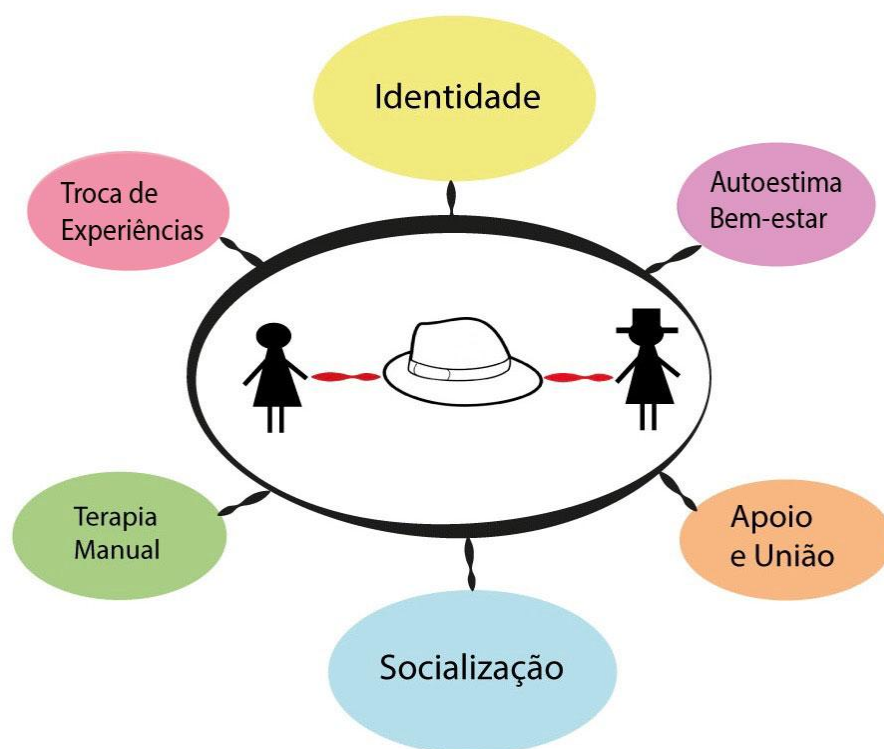 Identidade
Troca de
Experiências
Autoestima
Bem-estar
Terapia
Manual
Apoio
e União
Socialização